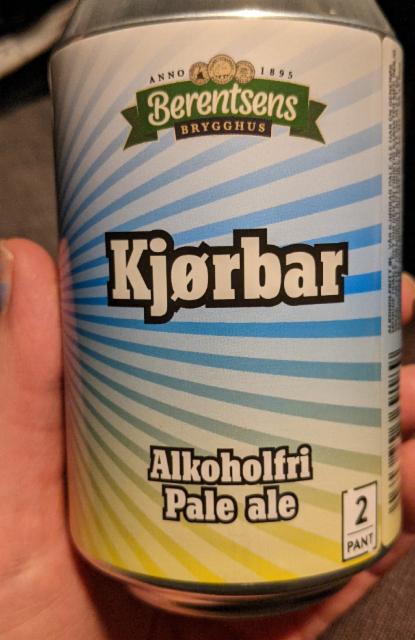 ANNO 1895
Berentsens
BRYGGHUS
Kjørbar
Alkoholfri
Pale ale
2
PANT